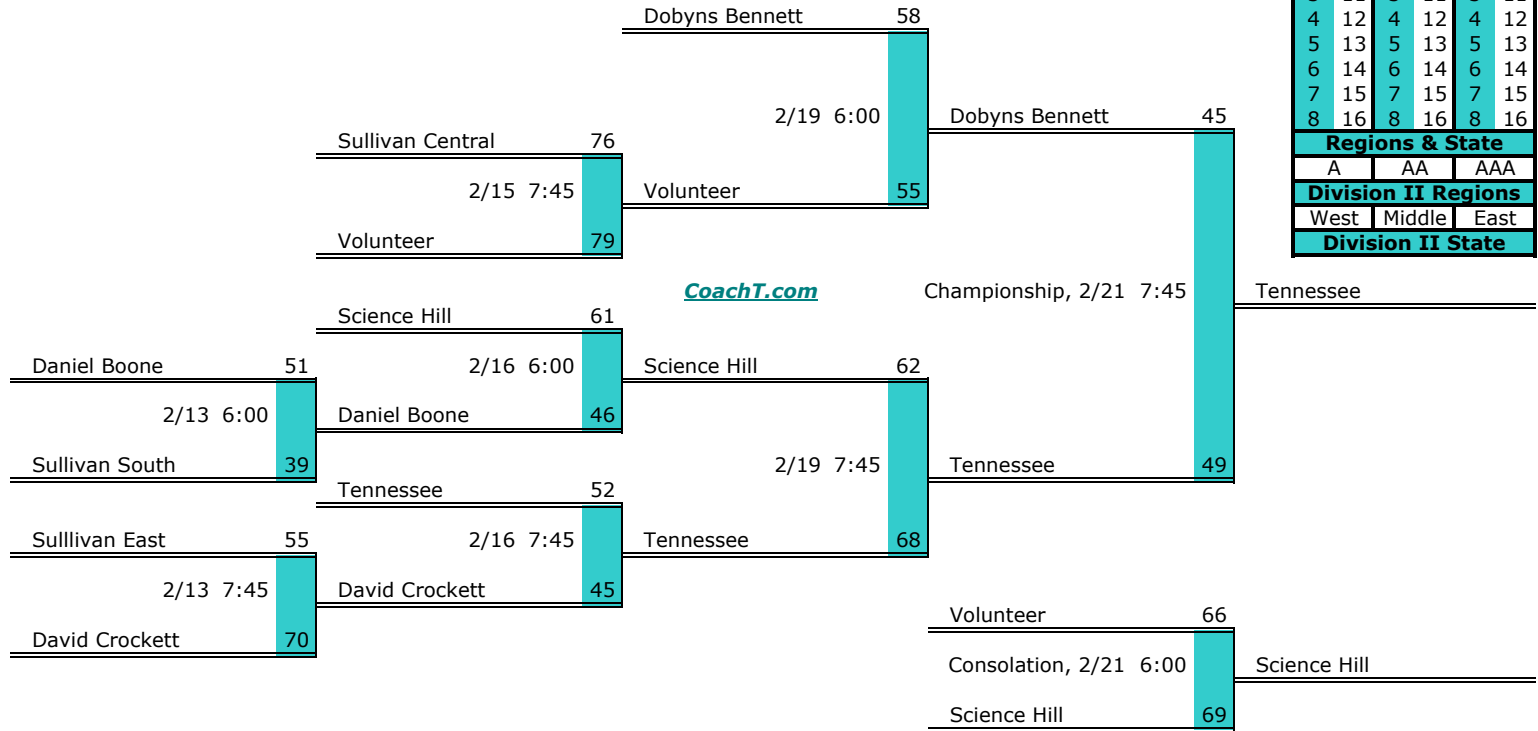 Dobyns Bennett 58
4 12 4 12 4 12
5 13 5 13 5 13
6 14 6 14 6 14
7 15 7 15 7 15
2/19 6:00 Dobyns Bennett 45
8 16 8 16 8 16
Sullivan Central 76
Regions & State
A AA AAA
2/15 7:45 Volunteer 55
Division II Regions
West Middle East
Volunteer 79
Division II State
CoachT.com
Championship, 2/21 7:45 Tennessee
Science Hill 61
Daniel Boone 51
2/16 6:00 Science Hill 62
2/13 6:00 Daniel Boone 46
Sullivan South 39
2/19 7:45 Tennessee 49
Tennessee 52
Sulllivan East 55
2/16 7:45 Tennessee 68
2/13 7:45 David Crockett 45
Volunteer 66
David Crockett 70
Consolation, 2/21 6:00 Science Hill
Science Hill 69